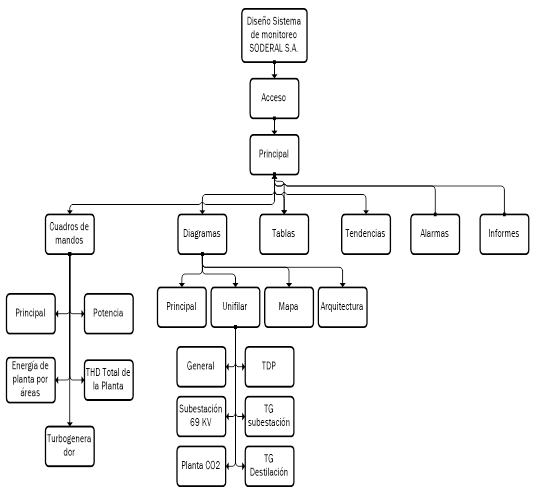 Diseño Sistema
de monitoreo
SODERAL S.A.
Acceso
Principal
Cuadros de
mandos
Diagramas
Tablas
Tendencias
Alarmas
Informes
Principal
Potencia
Energía de
planta por
áreas
THD Total de
la Planta
Turbogenera
dor
Principal
Unifilar
Mapa
Arquitectura
General
TDP
Subestación
69 KV
TG
subestación
Planta CO2
TG
Destilación